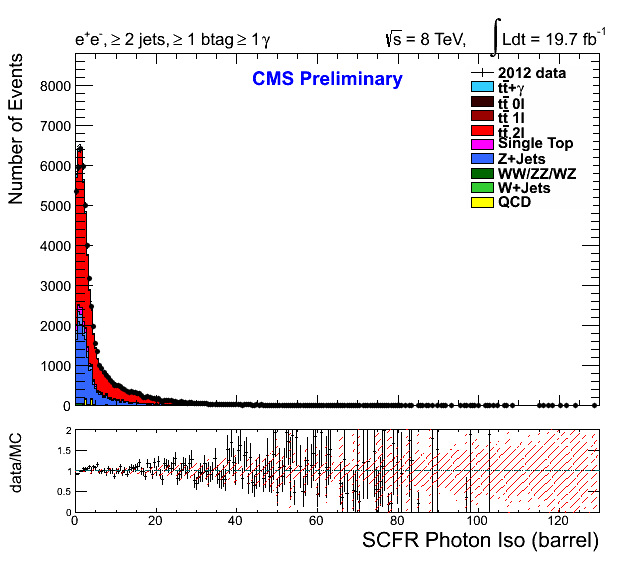 e⁺e⁻, ≥ 2 jets, ≥ 1 btag ≥ 1 γ
√s = 8 TeV, ∫ Ldt = 19.7 fb⁻¹
CMS Preliminary
2012 data
tt̄+γ
tt̄ 0l
tt̄ 1l
tt̄ 2l
Single Top
Z+Jets
WW/ZZ/WZ
W+Jets
QCD
Number of Events
8000
7000
6000
5000
4000
3000
2000
1000
0
data/MC
2
1.5
1
0.5
0
0 20 40 60 80 100 120
SCFR Photon Iso (barrel)